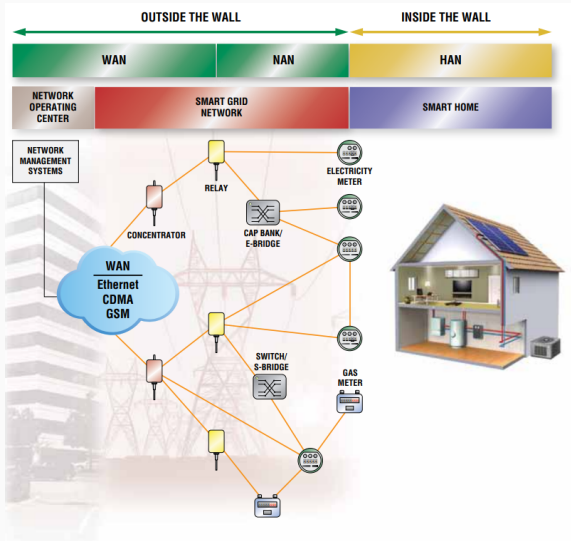 OUTSIDE THE WALL
INSIDE THE WALL
WAN
NAN
HAN
NETWORK
OPERATING
CENTER
SMART GRID
NETWORK
SMART HOME
NETWORK
MANAGEMENT
SYSTEMS
RELAY
ELECTRICITY
METER
CONCENTRATOR
CAP BANK/
E-BRIDGE
WAN
Ethernet
CDMA
GSM
SWITCH/
S-BRIDGE
GAS
METER